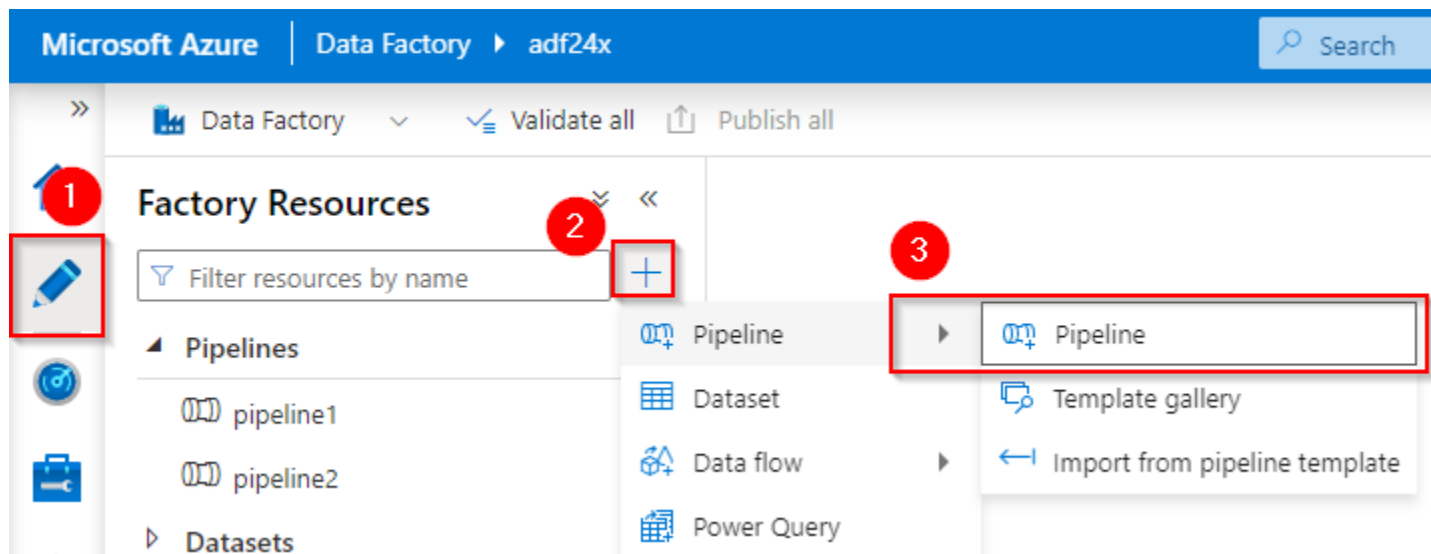 Microsoft Azure | Data Factory ▸ adf24x Search
» Data Factory Validate all Publish all
1 Factory Resources «
2
3
Filter resources by name +
Pipelines Pipeline Pipeline
pipeline1 Dataset Template gallery
pipeline2 Data flow Import from pipeline template
Datasets Power Query